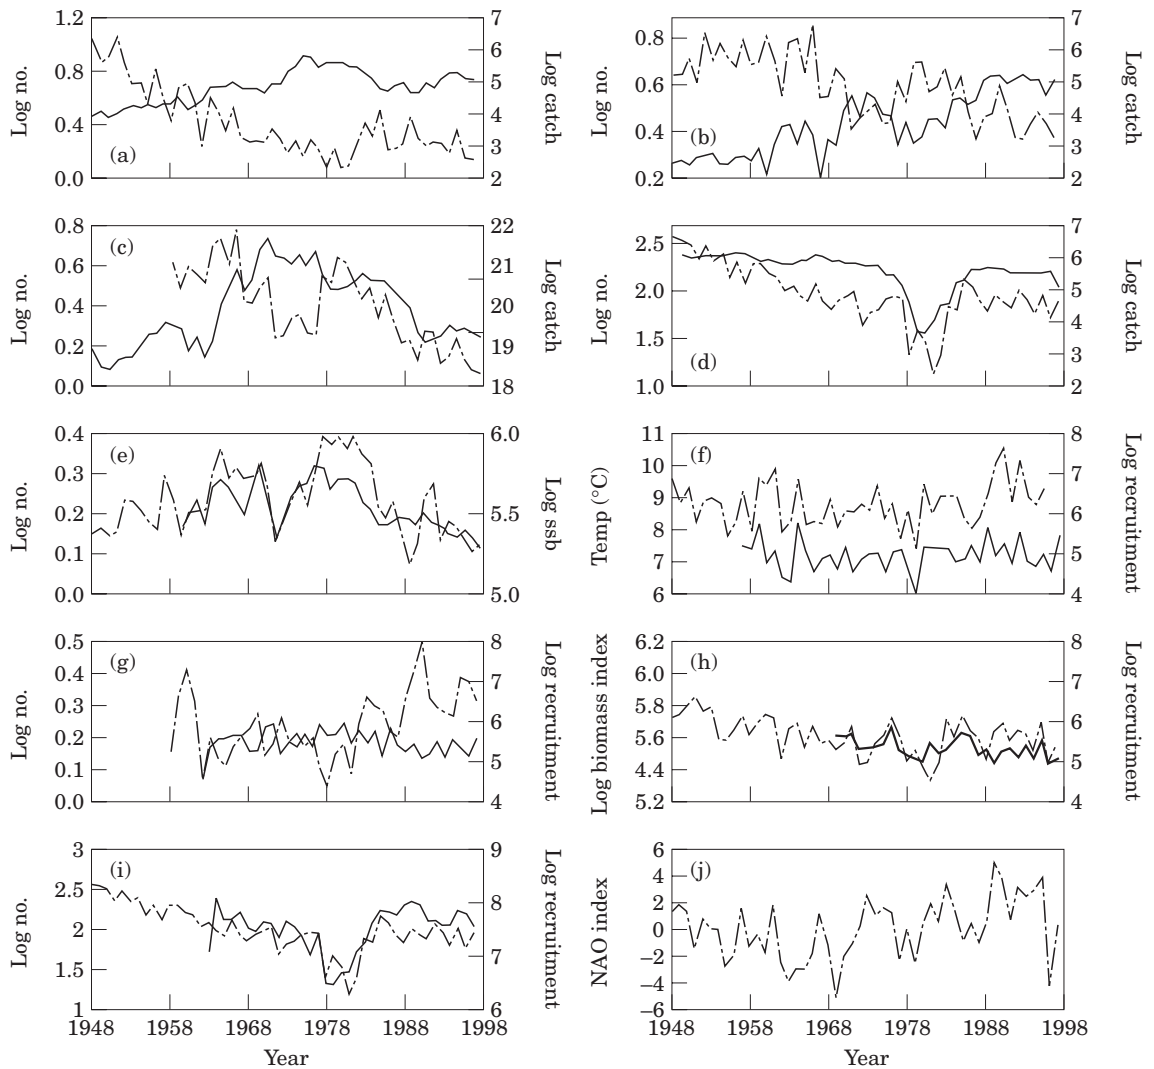 1.2 7
6
0.8 5
4
0.4 3
0.0 2
Log no.
Log catch
(a)
0.8 7
6
0.6 5
4
0.4 3
0.2 2
Log no.
Log catch
(b)
0.8 22
0.6 21
0.4 20
0.2 19
0.0 18
Log no.
Log catch
(c)
2.5 7
6
2.0 5
4
1.5 3
1.0 2
Log no.
Log catch
(d)
0.4 6.0
0.3
0.2 5.5
0.1
0.0 5.0
Log no.
Log ssb
(e)
11 8
10 7
9
8 6
7 5
6 4
Temp (°C)
Log recruitment
(f)
0.5 8
0.4 7
0.3 6
0.2
0.1 5
0.0 4
Log no.
Log recruitment
(g)
6.2 8
6.0 7
5.8 6
5.6
4.4 5
5.2 4
Log biomass index
Log recruitment
(h)
3 9
2.5 8
2
1.5 7
1 6
Log no.
Log recruitment
(i)
1948 1958 1968 1978 1988 1998
Year
6
4
2
0
–2
–4
–6
NAO index
(j)
1948 1958 1968 1978 1988 1998
Year